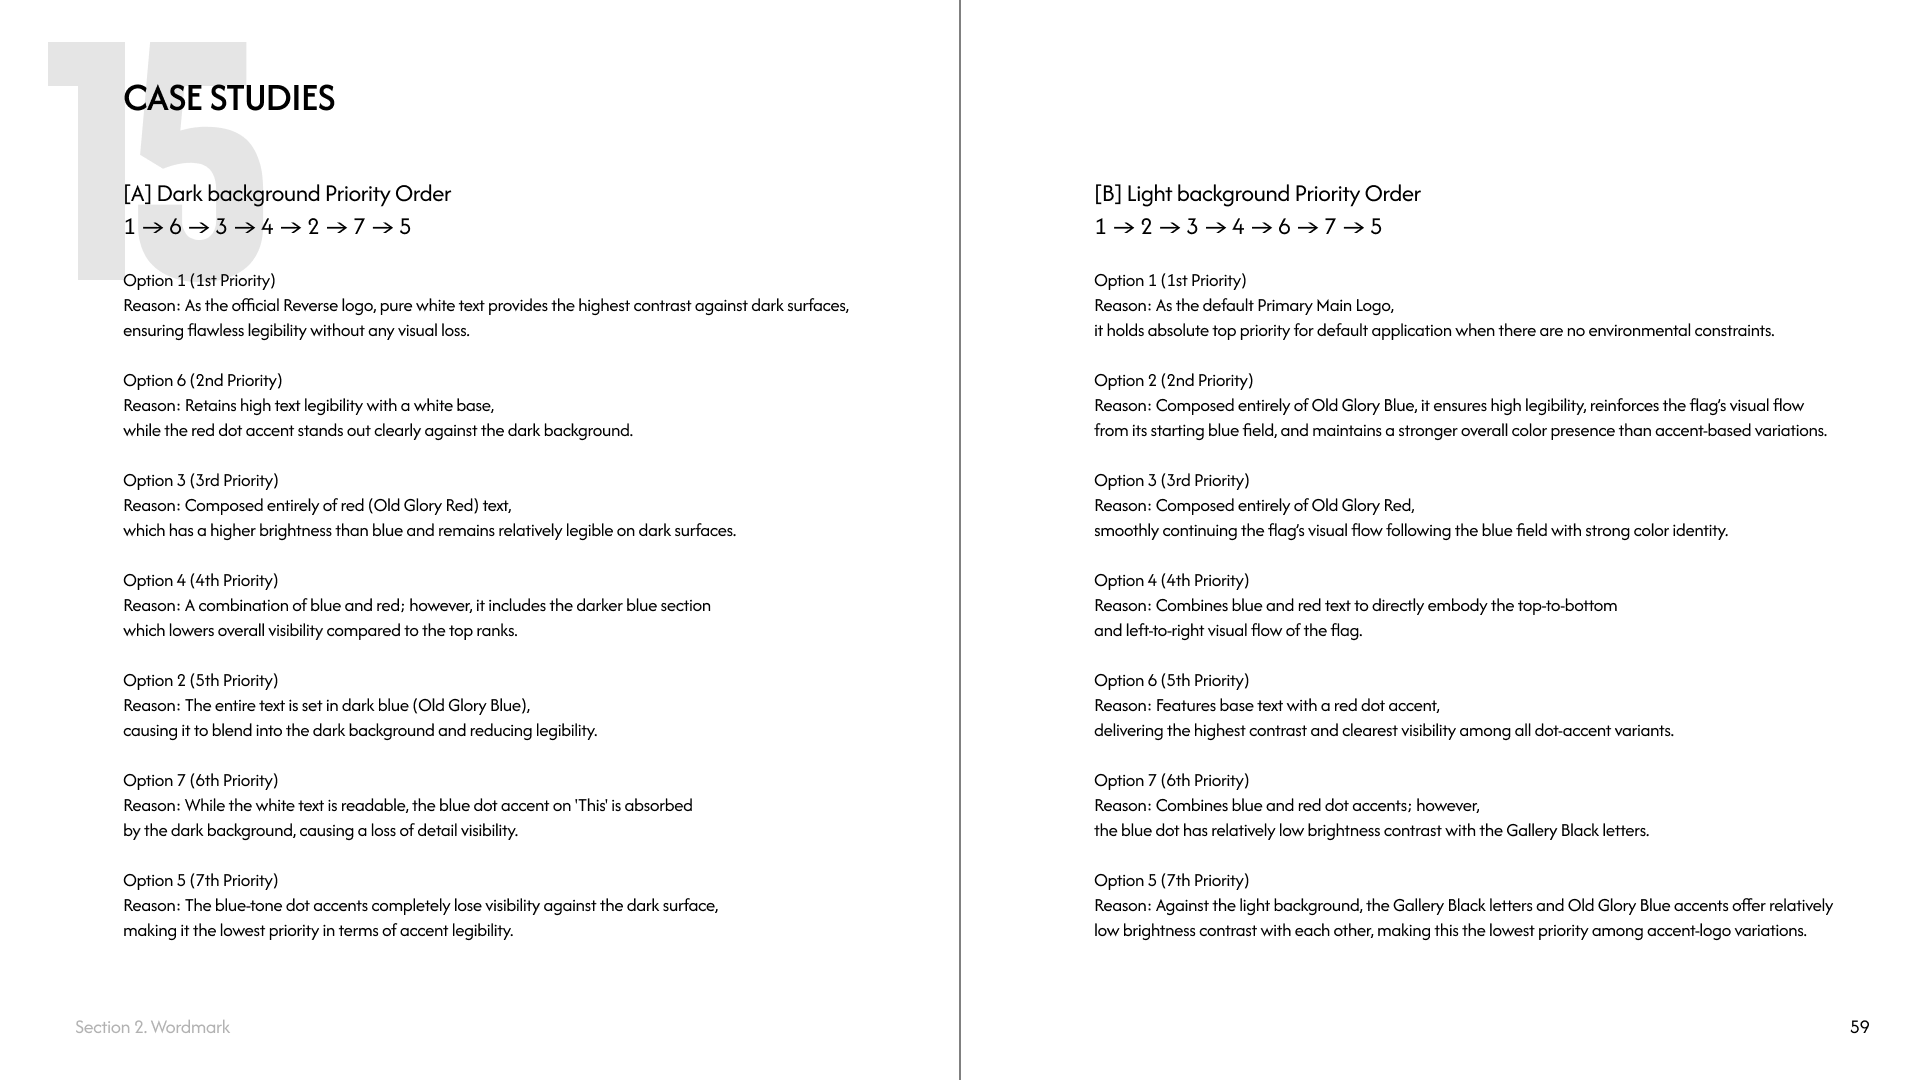 15
CASE STUDIES
[A] Dark background Priority Order
1 → 6 → 3 → 4 → 2 → 7 → 5
Option 1 (1st Priority)
Reason: As the official Reverse logo, pure white text provides the highest contrast against dark surfaces,
ensuring flawless legibility without any visual loss.
Option 6 (2nd Priority)
Reason: Retains high text legibility with a white base,
while the red dot accent stands out clearly against the dark background.
Option 3 (3rd Priority)
Reason: Composed entirely of red (Old Glory Red) text,
which has a higher brightness than blue and remains relatively legible on dark surfaces.
Option 4 (4th Priority)
Reason: A combination of blue and red; however, it includes the darker blue section
which lowers overall visibility compared to the top ranks.
Option 2 (5th Priority)
Reason: The entire text is set in dark blue (Old Glory Blue),
causing it to blend into the dark background and reducing legibility.
Option 7 (6th Priority)
Reason: While the white text is readable, the blue dot accent on 'This' is absorbed
by the dark background, causing a loss of detail visibility.
Option 5 (7th Priority)
Reason: The blue-tone dot accents completely lose visibility against the dark surface,
making it the lowest priority in terms of accent legibility.
[B] Light background Priority Order
1 → 2 → 3 → 4 → 6 → 7 → 5
Option 1 (1st Priority)
Reason: As the default Primary Main Logo,
it holds absolute top priority for default application when there are no environmental constraints.
Option 2 (2nd Priority)
Reason: Composed entirely of Old Glory Blue, it ensures high legibility, reinforces the flag’s visual flow
from its starting blue field, and maintains a stronger overall color presence than accent-based variations.
Option 3 (3rd Priority)
Reason: Composed entirely of Old Glory Red,
smoothly continuing the flag’s visual flow following the blue field with strong color identity.
Option 4 (4th Priority)
Reason: Combines blue and red text to directly embody the top-to-bottom
and left-to-right visual flow of the flag.
Option 6 (5th Priority)
Reason: Features base text with a red dot accent,
delivering the highest contrast and clearest visibility among all dot-accent variants.
Option 7 (6th Priority)
Reason: Combines blue and red dot accents; however,
the blue dot has relatively low brightness contrast with the Gallery Black letters.
Option 5 (7th Priority)
Reason: Against the light background, the Gallery Black letters and Old Glory Blue accents offer relatively
low brightness contrast with each other, making this the lowest priority among accent-logo variations.
Section 2. Wordmark
59